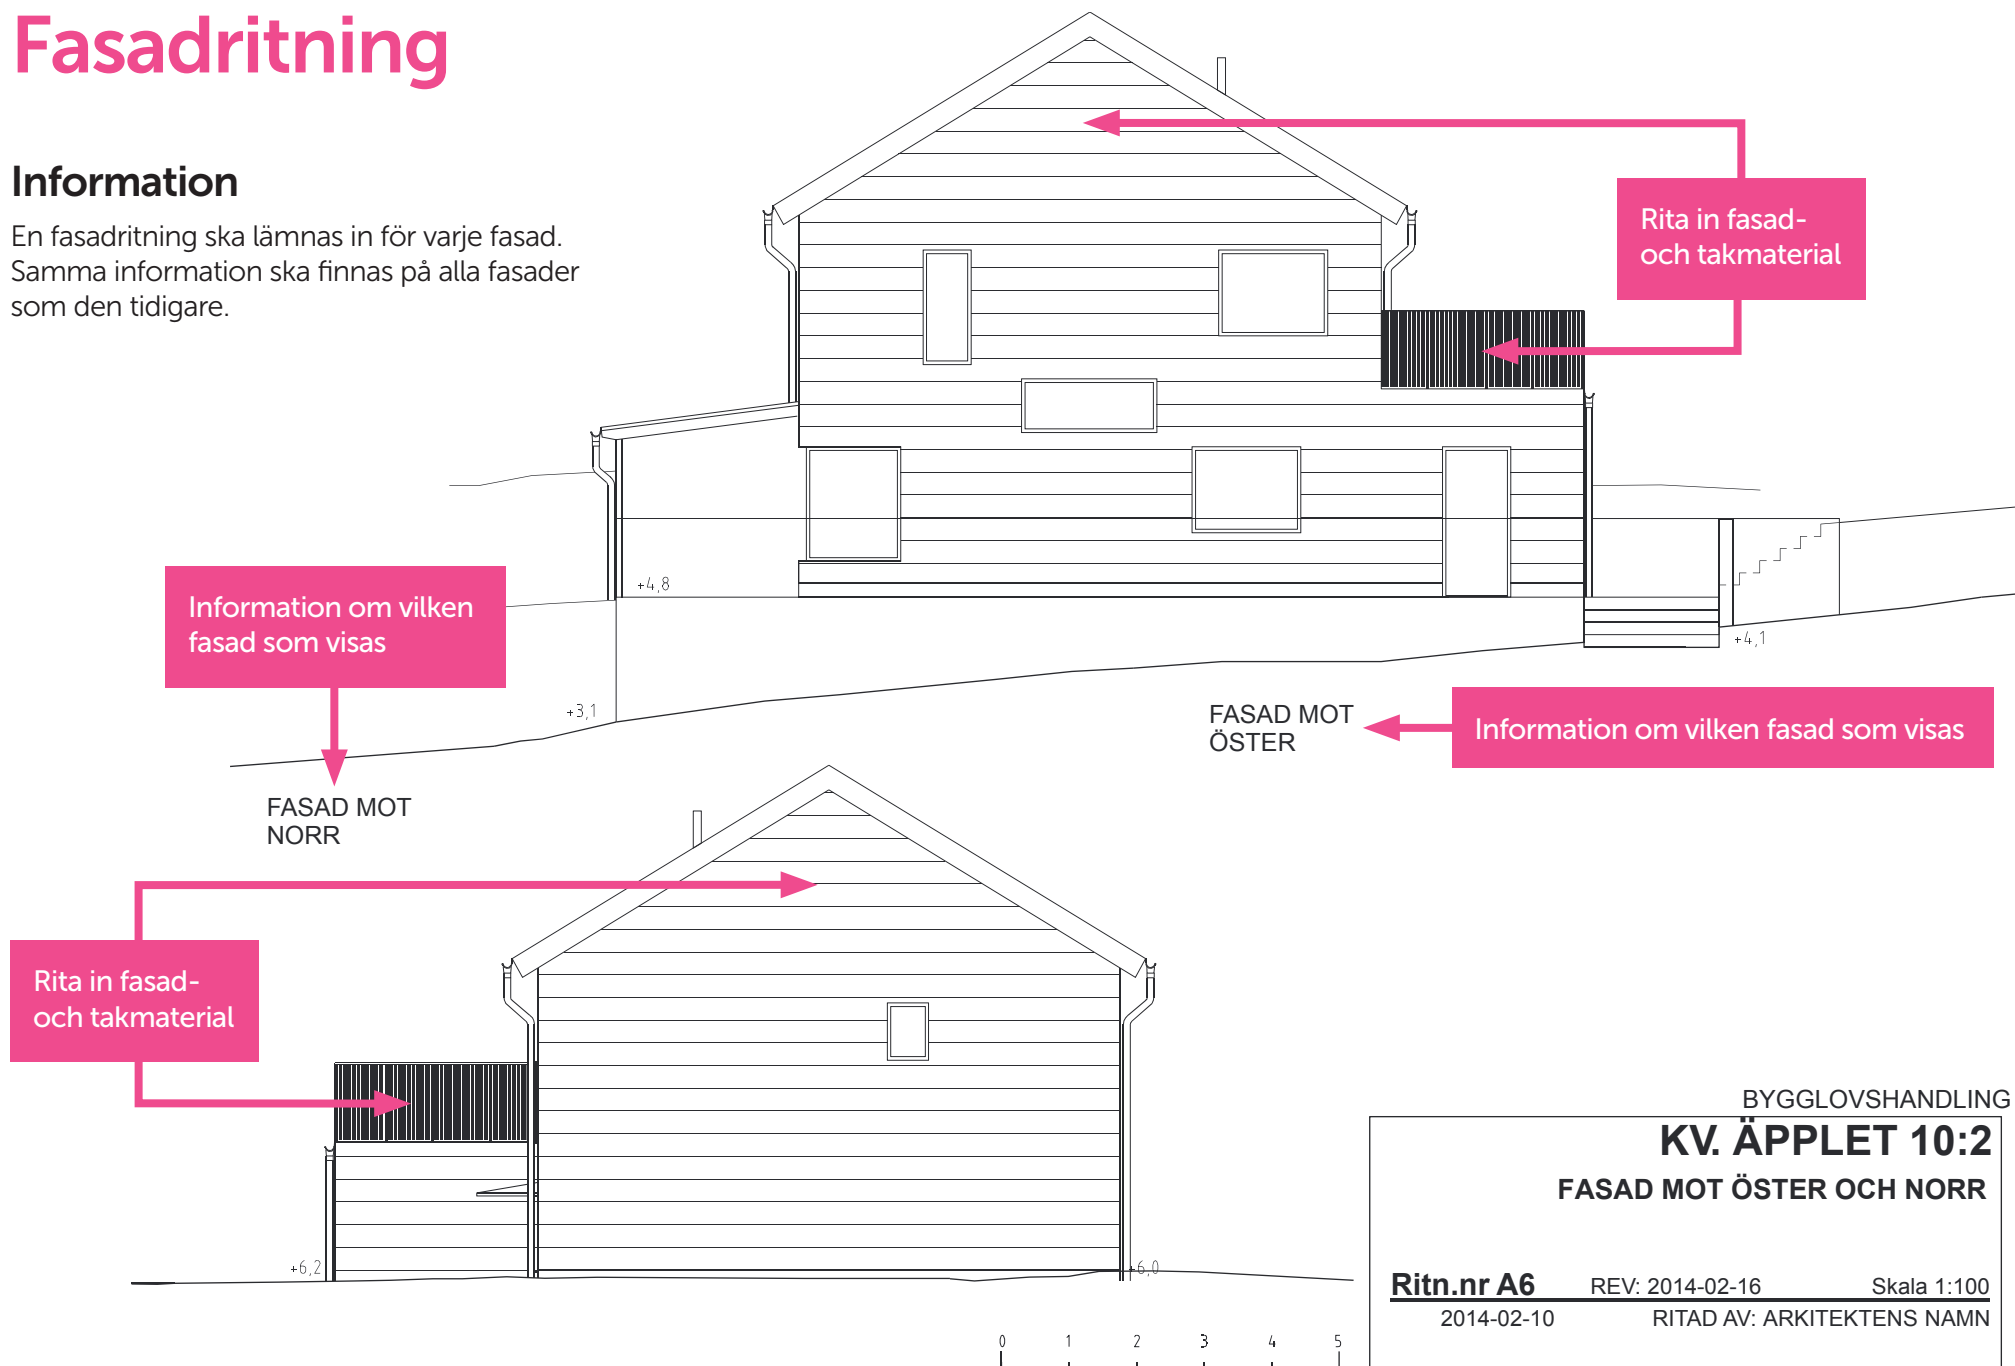 Fasadritning
Information
En fasadritning ska lämnas in för varje fasad.
Samma information ska finnas på alla fasader
som den tidigare.
Rita in fasad-
och takmaterial
Information om vilken
fasad som visas
+4,8
+4,1
+3,1
FASAD MOT
ÖSTER
Information om vilken fasad som visas
FASAD MOT
NORR
Rita in fasad-
och takmaterial
+6,2
+6,0
BYGGLOVSHANDLING
KV. ÄPPLET 10:2
FASAD MOT ÖSTER OCH NORR
Ritn.nr A6 REV: 2014-02-16 Skala 1:100
2014-02-10 RITAD AV: ARKITEKTENS NAMN
0 1 2 3 4 5